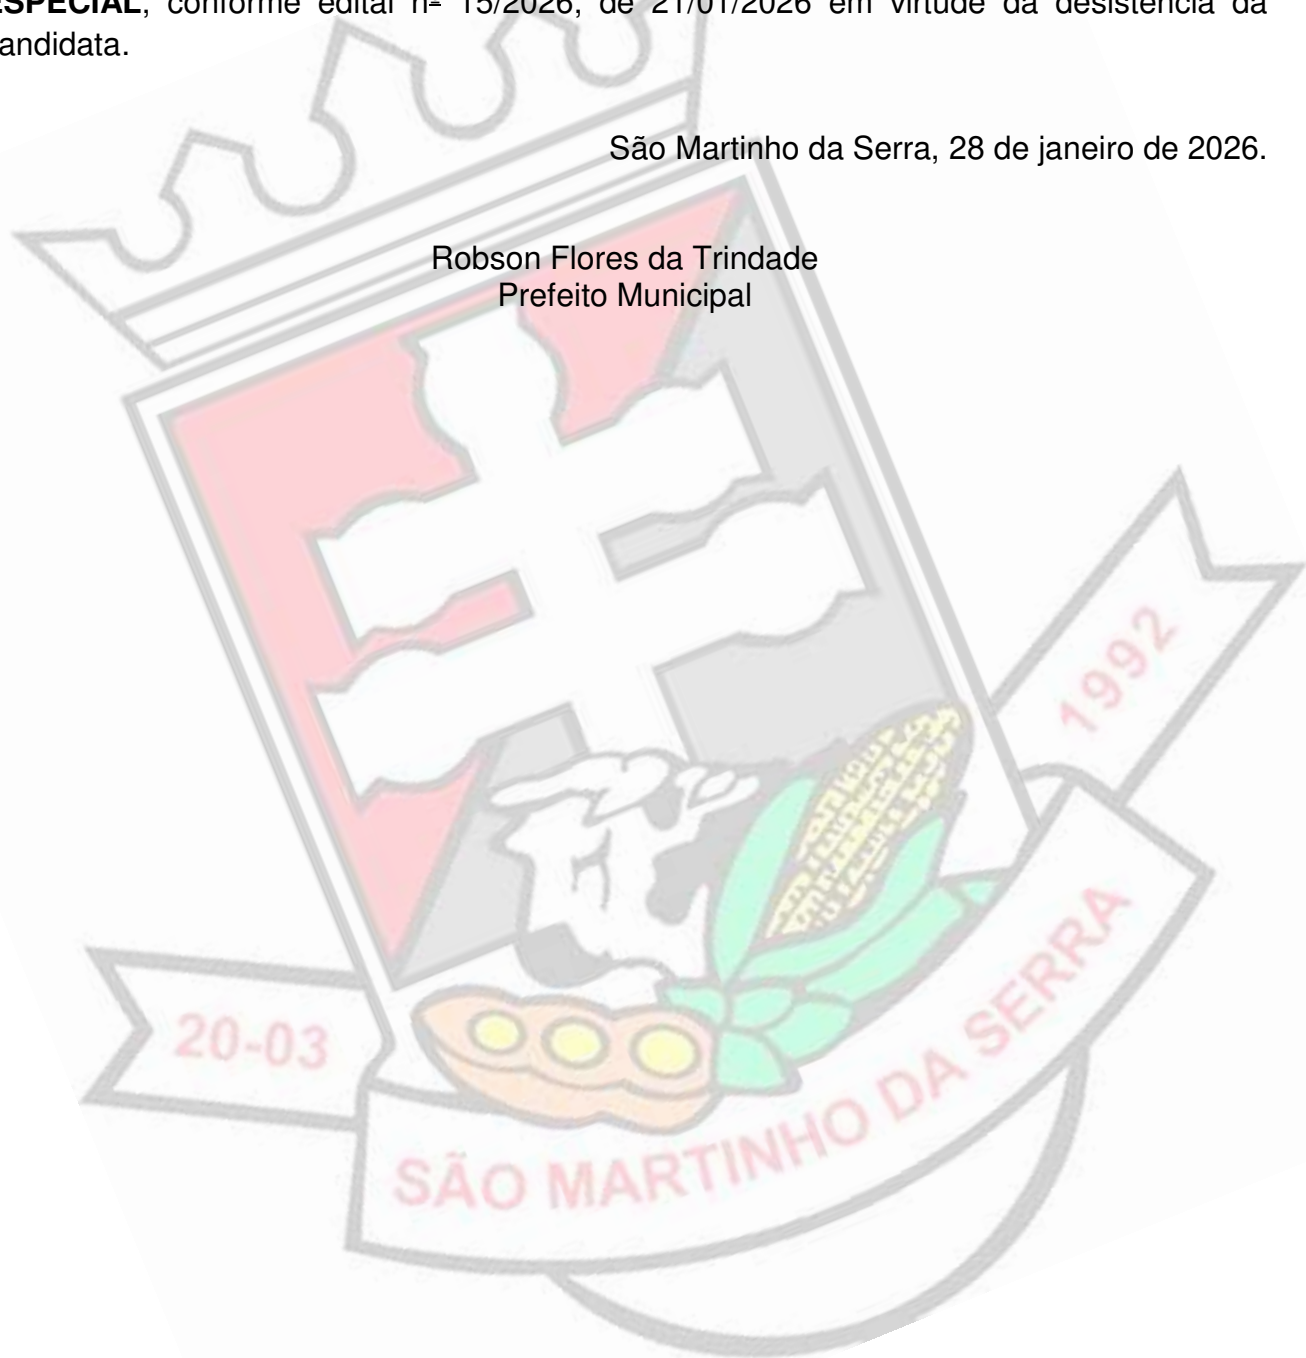 ESPECIAL, conforme edital nº 15/2026, de 21/01/2026 em virtude da desistência da
andidata.
São Martinho da Serra, 28 de janeiro de 2026.
Robson Flores da Trindade
Prefeito Municipal
1992
20-03
SÃO MARTINHO DA SERRA